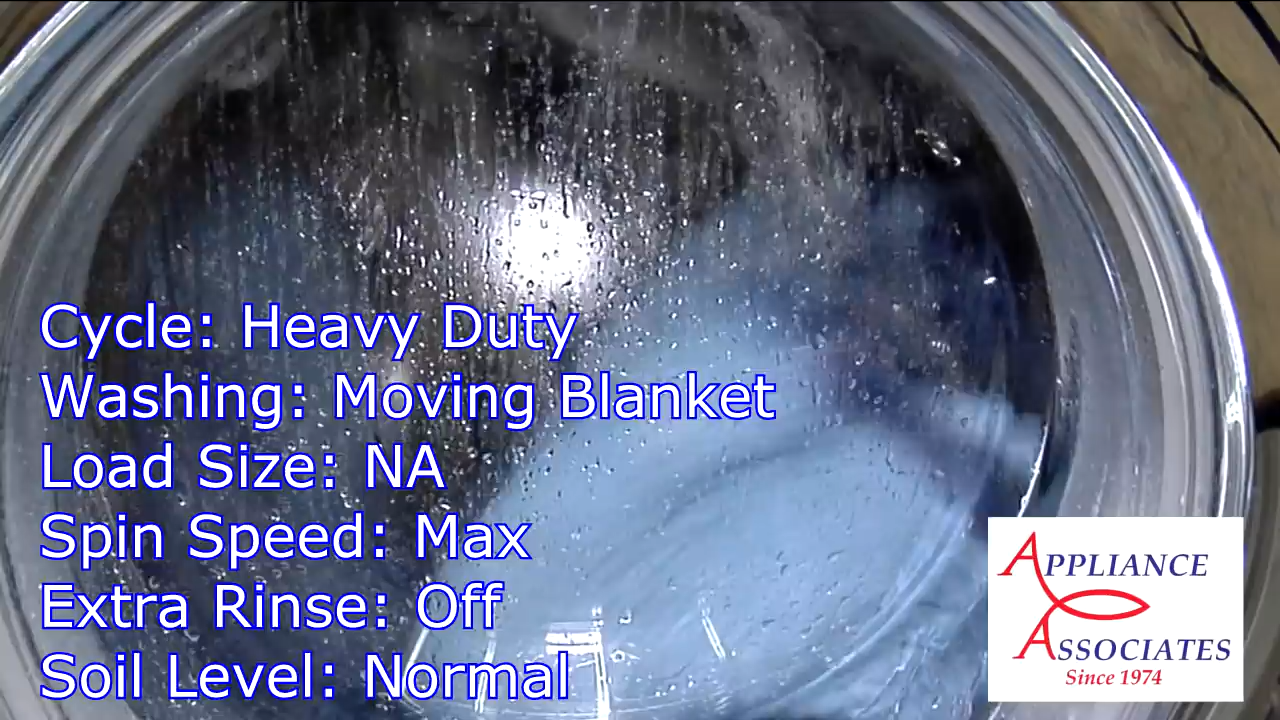 Cycle: Heavy Duty
Washing: Moving Blanket
Load Size: NA
Spin Speed: Max
Extra Rinse: Off
Soil Level: Normal
APPLIANCE
ASSOCIATES
Since 1974